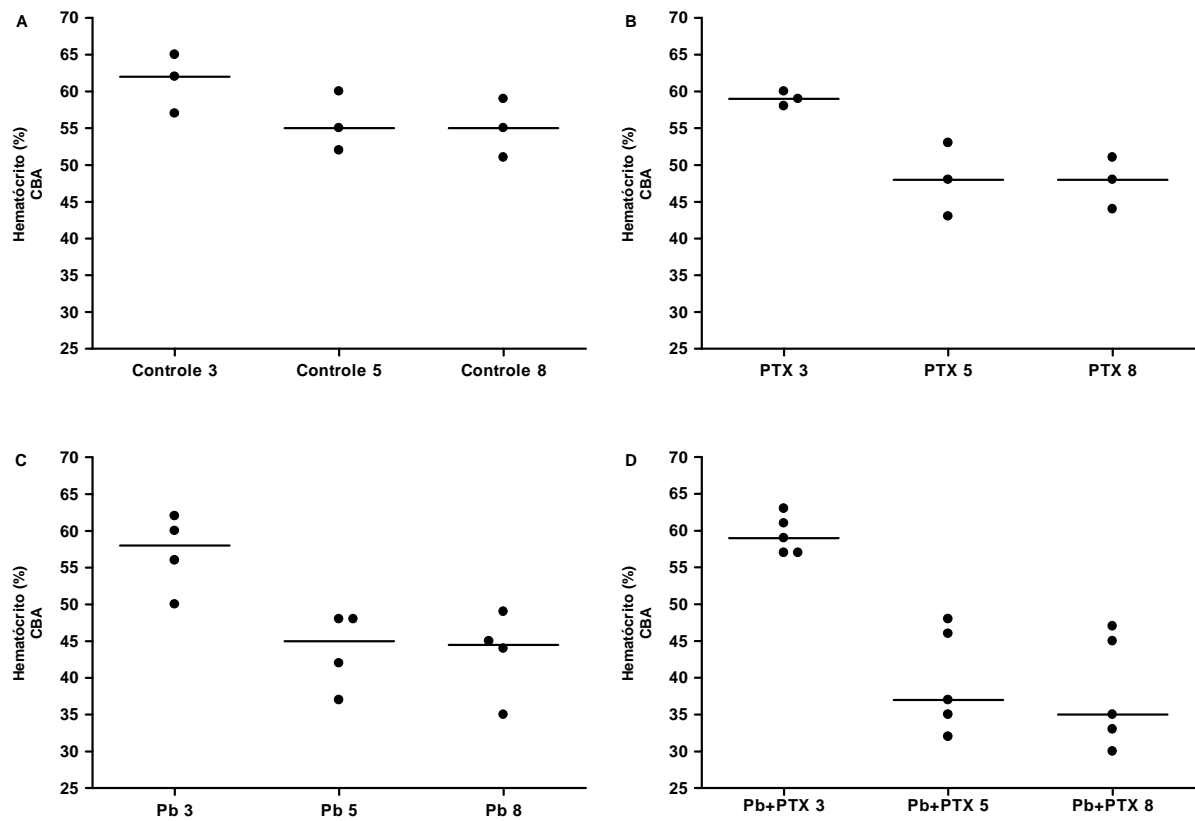 A
70
65
60
55
50
45
40
35
30
25
Hematócrito (%)
CBA
Controle 3 Controle 5 Controle 8
B
70
65
60
55
50
45
40
35
30
25
Hematócrito (%)
CBA
PTX 3 PTX 5 PTX 8
C
70
65
60
55
50
45
40
35
30
25
Hematócrito (%)
CBA
Pb 3 Pb 5 Pb 8
D
70
65
60
55
50
45
40
35
30
25
Hematócrito (%)
CBA
Pb+PTX 3 Pb+PTX 5 Pb+PTX 8